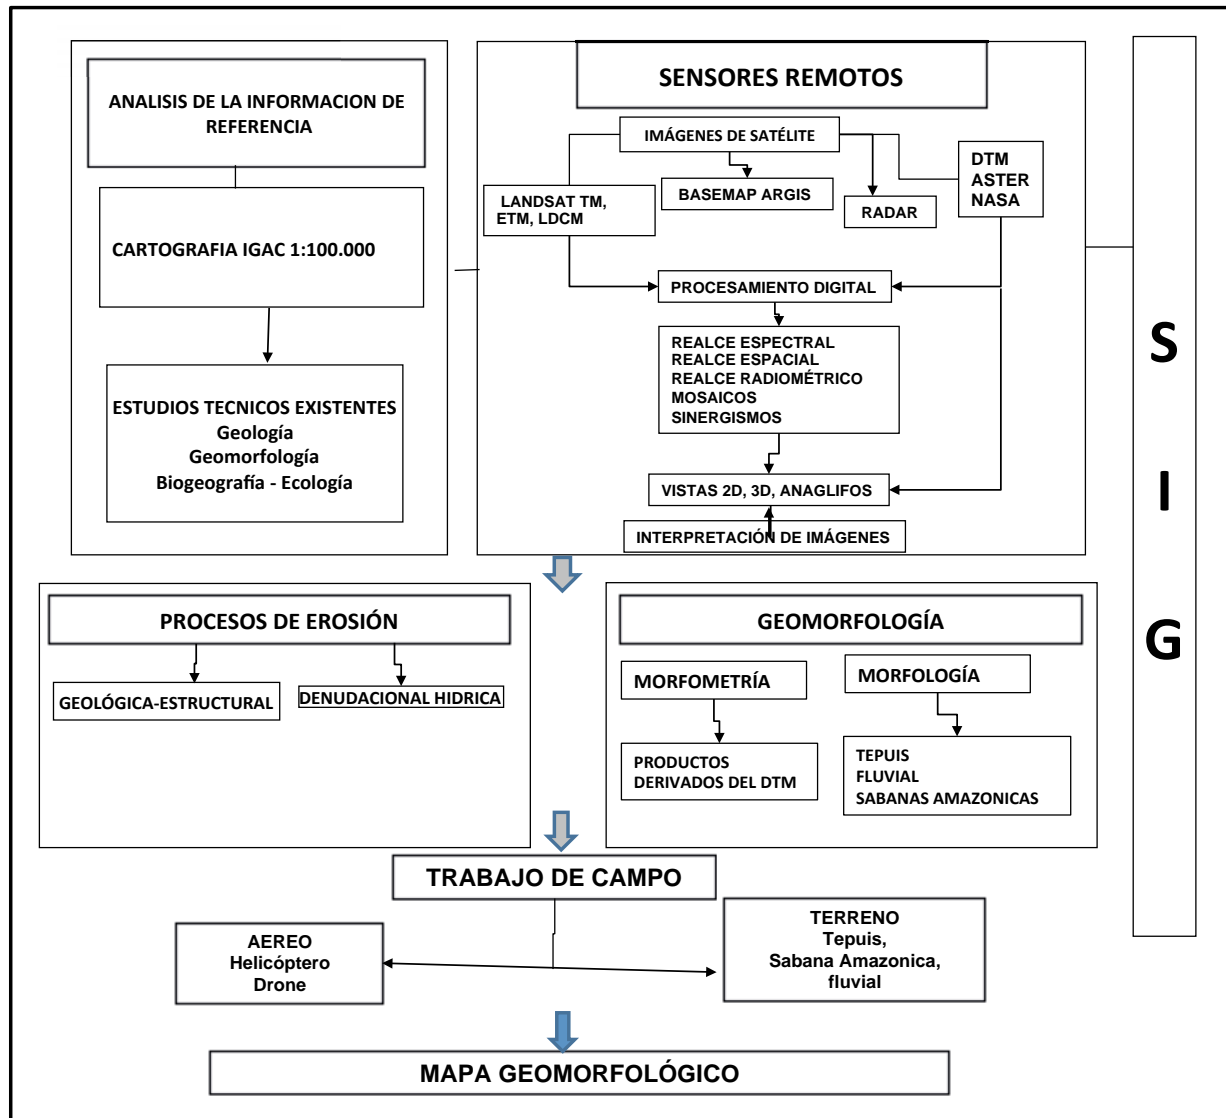 ANALISIS DE LA INFORMACION DE
REFERENCIA
CARTOGRAFIA IGAC 1:100.000
ESTUDIOS TECNICOS EXISTENTES
Geología
Geomorfología
Biogeografía - Ecología
SENSORES REMOTOS
IMÁGENES DE SATÉLITE
LANDSAT TM,
ETM, LDCM
BASEMAP ARGIS
RADAR
DTM
ASTER
NASA
PROCESAMIENTO DIGITAL
REALCE ESPECTRAL
REALCE ESPACIAL
REALCE RADIOMÉTRICO
MOSAICOS
SINERGISMOS
VISTAS 2D, 3D, ANAGLIFOS
INTERPRETACIÓN DE IMÁGENES
S
I
G
PROCESOS DE EROSIÓN
GEOLÓGICA-ESTRUCTURAL
DENUDACIONAL HIDRICA
GEOMORFOLOGÍA
MORFOMETRÍA
PRODUCTOS
DERIVADOS DEL DTM
MORFOLOGÍA
TEPUIS
FLUVIAL
SABANAS AMAZONICAS
TRABAJO DE CAMPO
AEREO
Helicóptero
Drone
TERRENO
Tepuis,
Sabana Amazonica,
fluvial
MAPA GEOMORFOLÓGICO